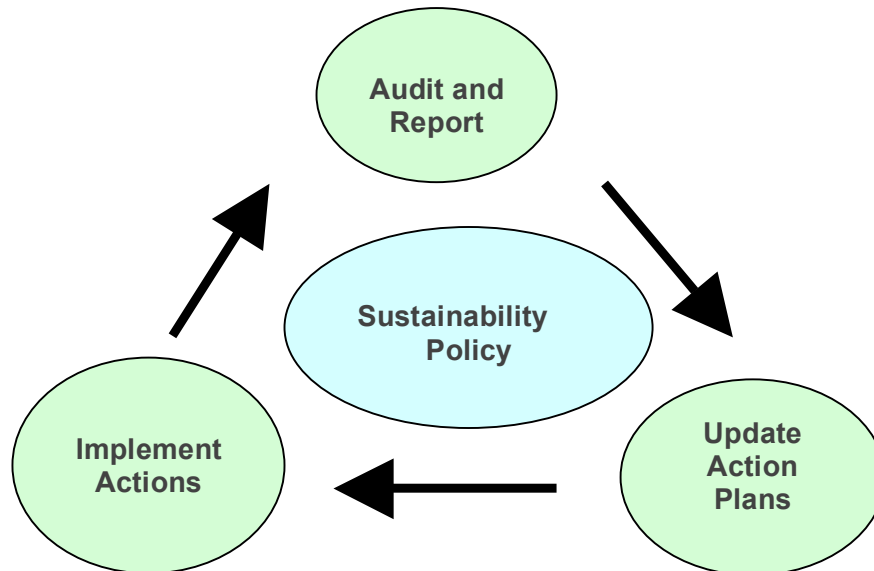 Audit and
Report
Sustainability
Policy
Implement
Actions
Update
Action
Plans